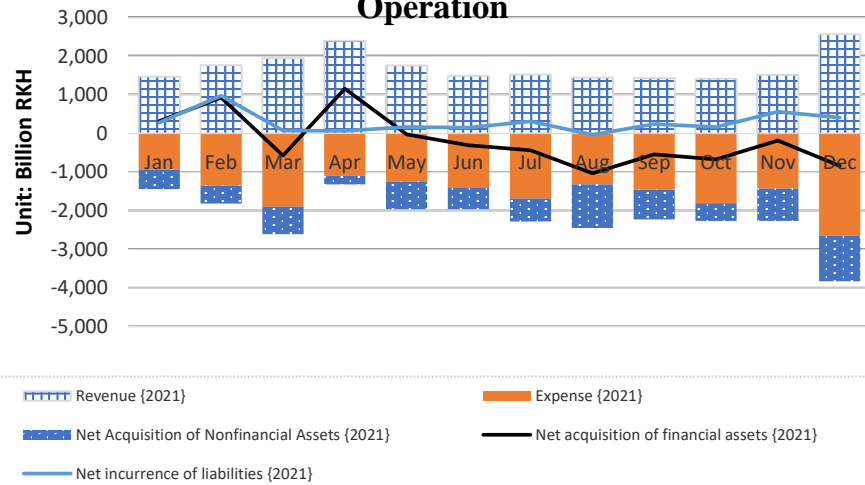 Operation
Unit: Billion RKH
3,000
2,000
1,000
0
-1,000
-2,000
-3,000
-4,000
-5,000
Jan Feb Mar Apr May Jun Jul Aug Sep Oct Nov Dec
Revenue {2021} Expense {2021}
Net Acquisition of Nonfinancial Assets {2021} Net acquisition of financial assets {2021}
Net incurrence of liabilities {2021}